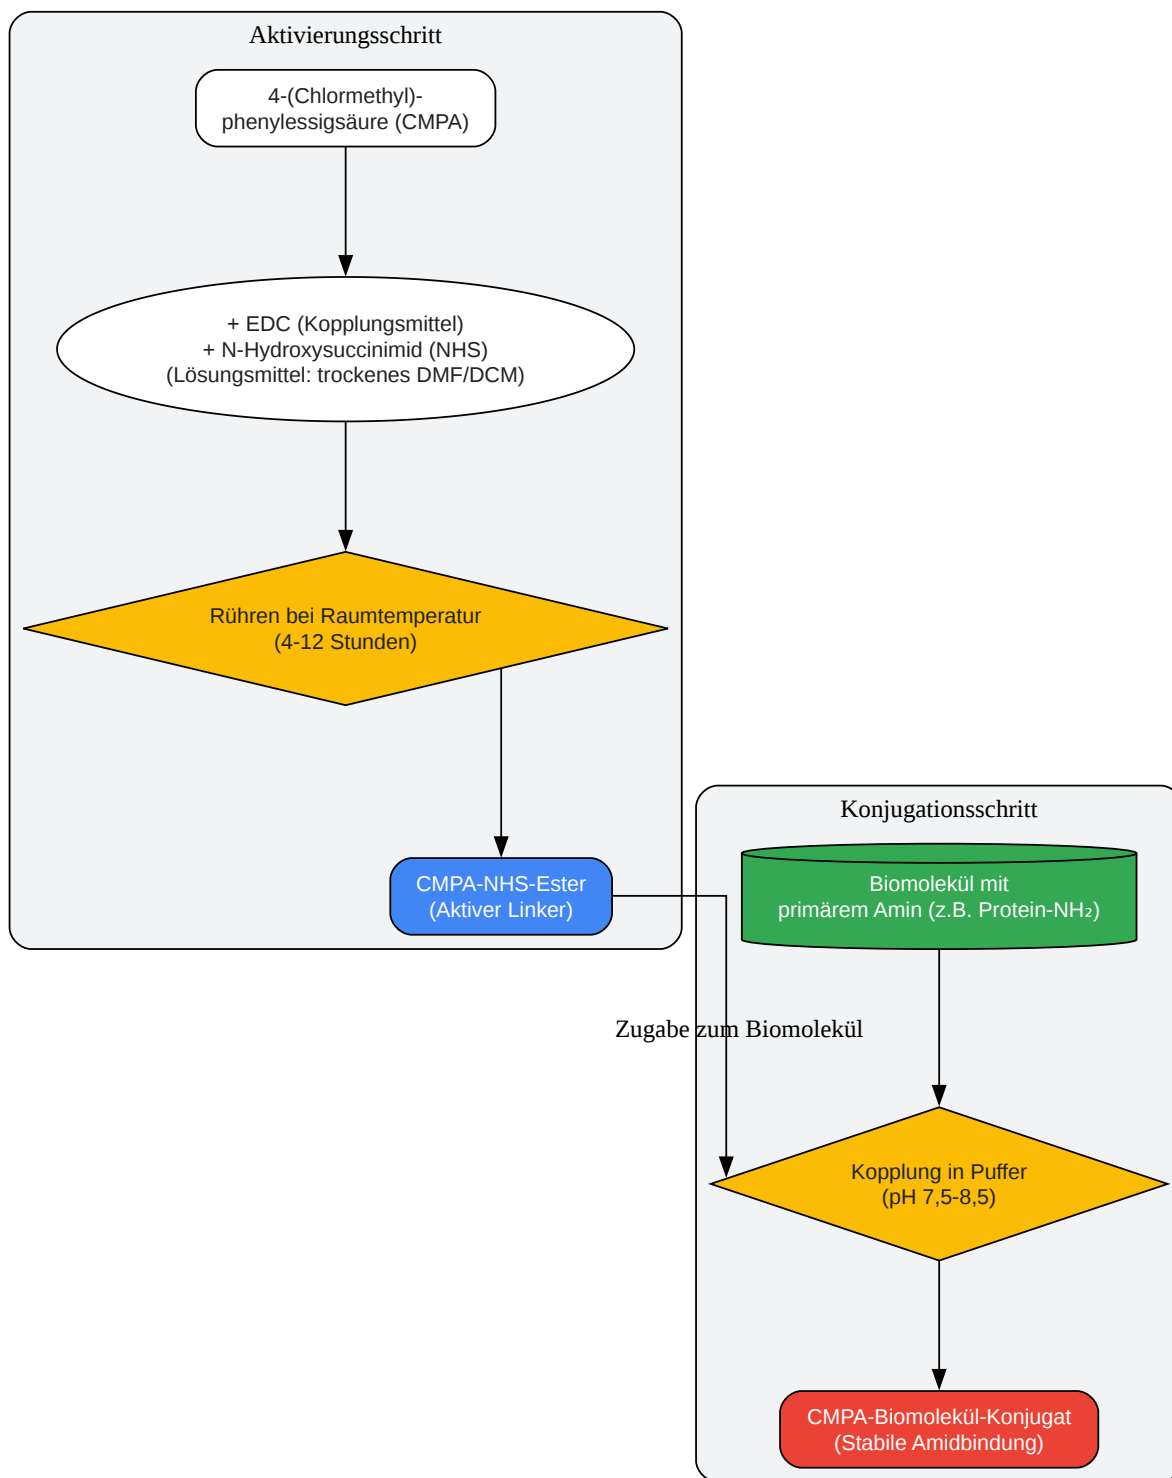 Aktivierungsschritt
4-(Chlormethyl)-
phenylessigsäure (CMPA)
+ EDC (Kopplungsmittel)
+ N-Hydroxysuccinimid (NHS)
(Lösungsmittel: trockenes DMF/DCM)
Rühren bei Raumtemperatur
(4-12 Stunden)
CMPA-NHS-Ester
(Aktiver Linker)
Konjugationsschritt
Biomolekül mit
primärem Amin (z.B. Protein-NH₂)
Zugabe zum Biomolekül
Kopplung in Puffer
(pH 7,5-8,5)
CMPA-Biomolekül-Konjugat
(Stabile Amidbindung)